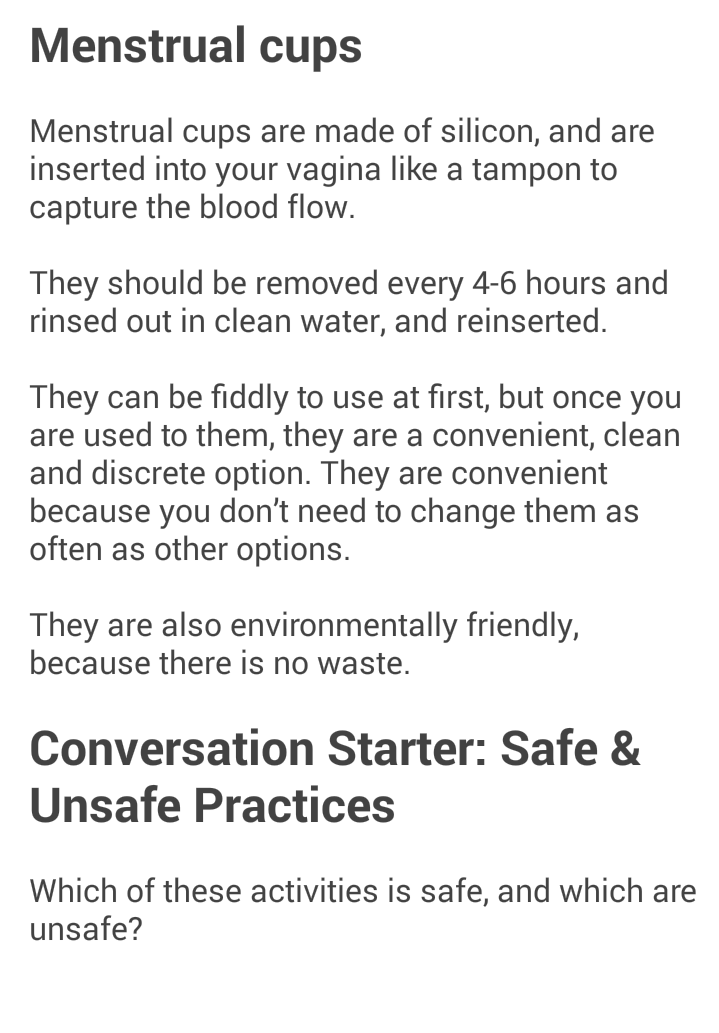 Menstrual cups
Menstrual cups are made of silicon, and are
inserted into your vagina like a tampon to
capture the blood flow.
They should be removed every 4-6 hours and
rinsed out in clean water, and reinserted.
They can be fiddly to use at first, but once you
are used to them, they are a convenient, clean
and discrete option. They are convenient
because you don’t need to change them as
often as other options.
They are also environmentally friendly,
because there is no waste.
Conversation Starter: Safe &
Unsafe Practices
Which of these activities is safe, and which are
unsafe?